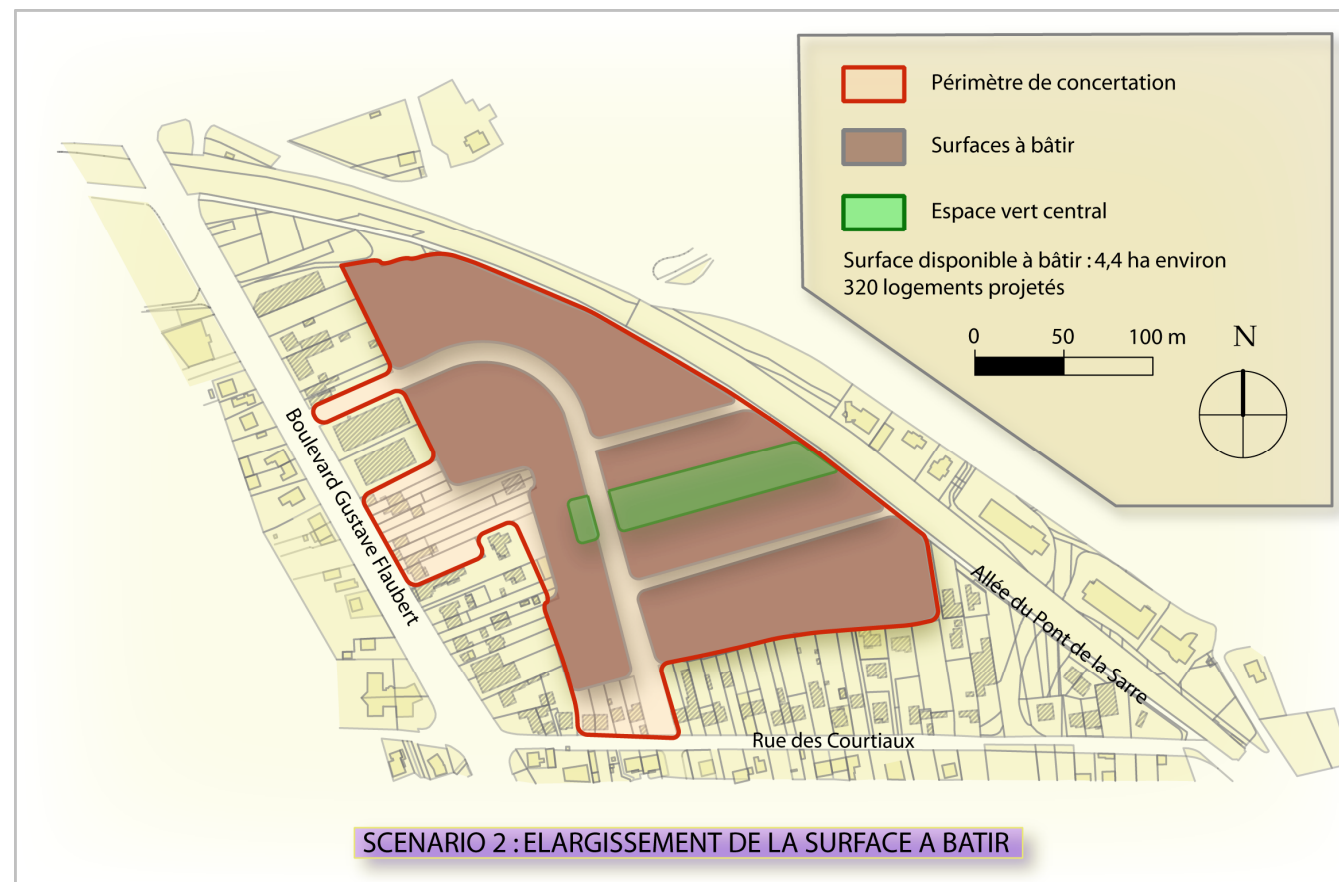 Périmètre de concertation
Surfaces à bâtir
Espace vert central
Surface disponible à bâtir : 4,4 ha environ
320 logements projetés
0 50 100 m
N
Boulevard Gustave Flaubert
Allée du Pont de la Sarre
Rue des Courtiaux
SCENARIO 2 : ELARGISSEMENT DE LA SURFACE A BATIR